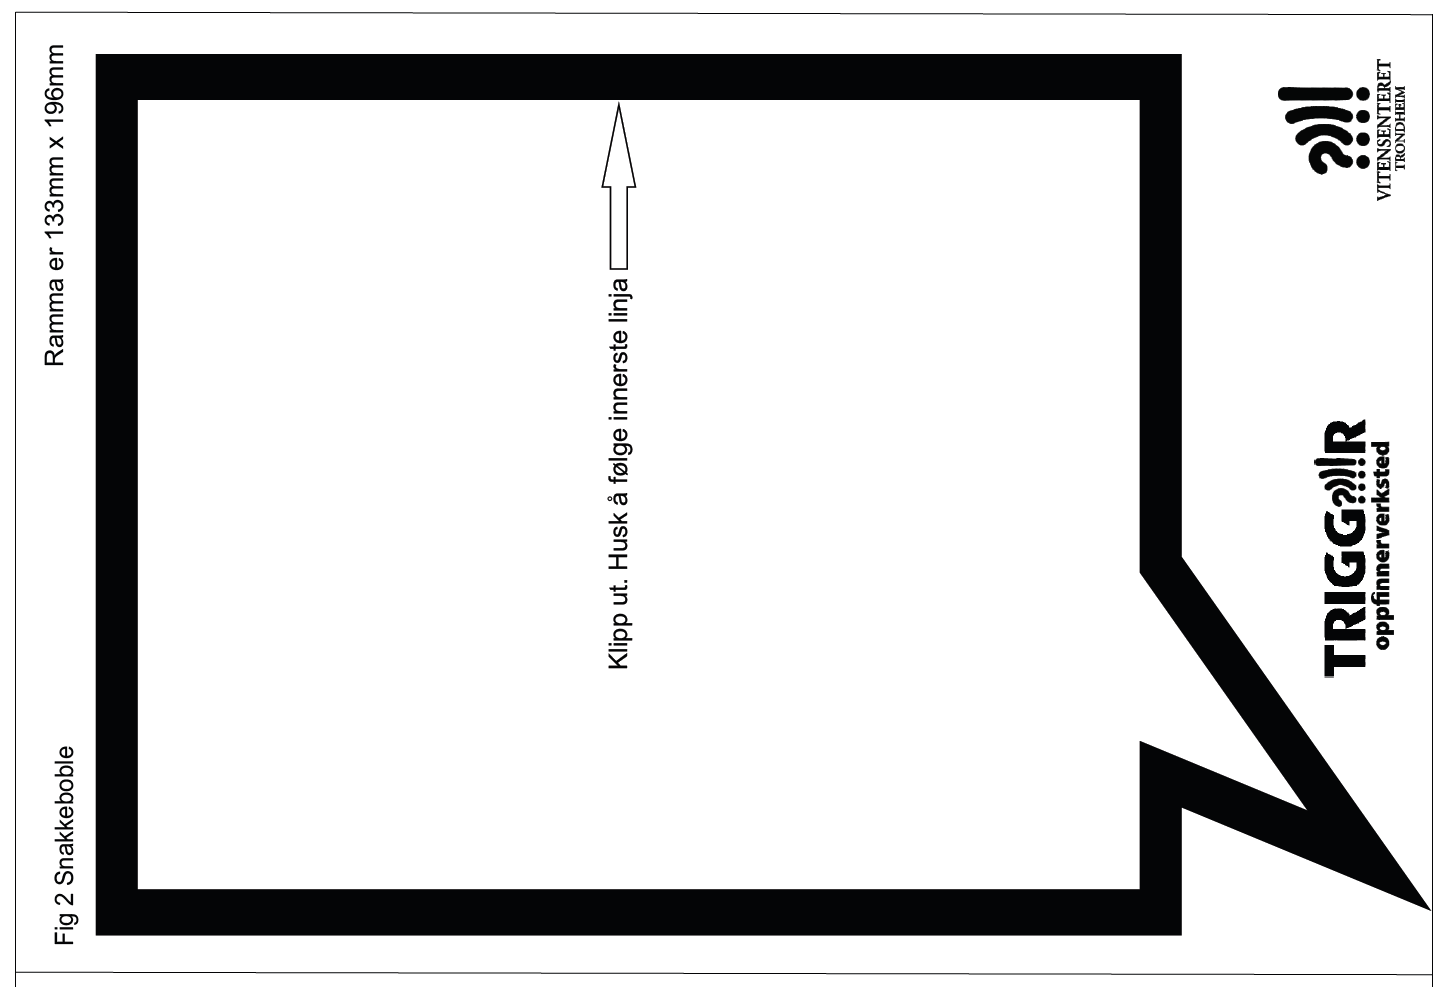 Fig 2 Snakkeboble
Ramma er 133mm x 196mm
Klipp ut. Husk å følge innerste linja
TRIGG?!!!R
oppfinnerverksted
VITENSENTERET
TRONDHEIM